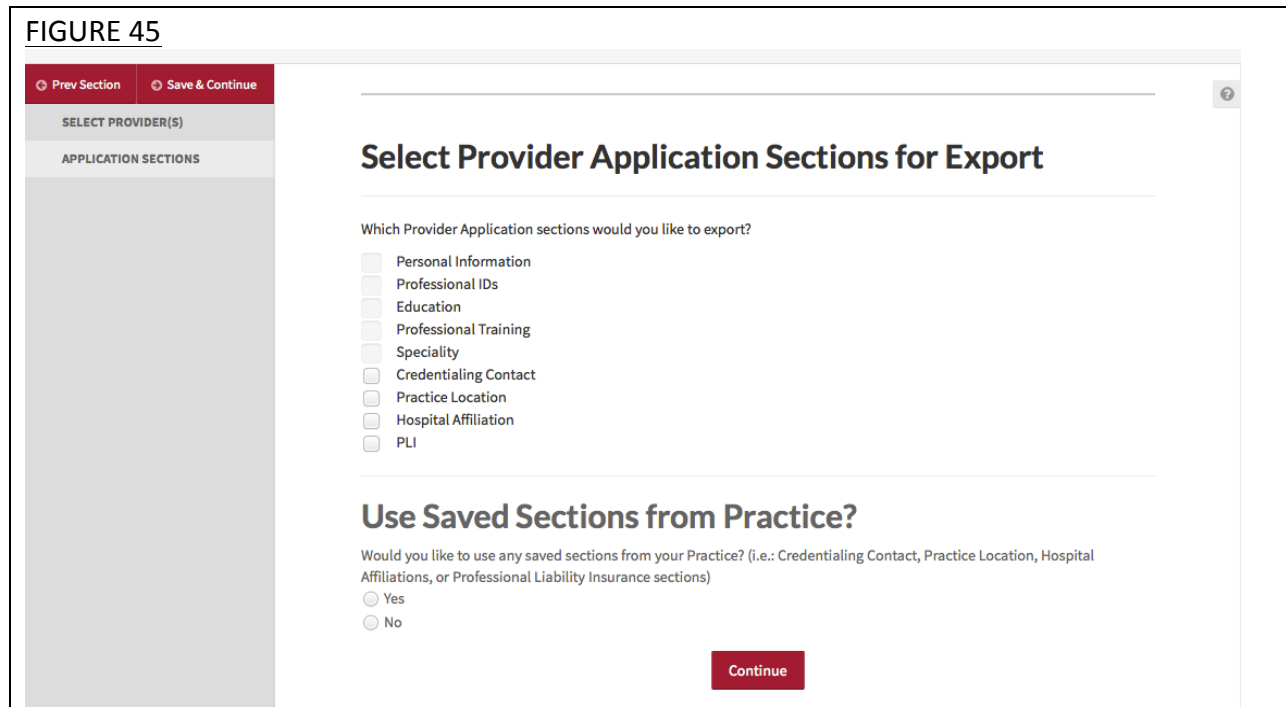 FIGURE 45
Prev Section Save & Continue
SELECT PROVIDER(S)
APPLICATION SECTIONS
Select Provider Application Sections for Export
Which Provider Application sections would you like to export?
Personal Information
Professional IDs
Education
Professional Training
Speciality
Credentialing Contact
Practice Location
Hospital Affiliation
PLI
Use Saved Sections from Practice?
Would you like to use any saved sections from your Practice? (i.e.: Credentialing Contact, Practice Location, Hospital
Affiliations, or Professional Liability Insurance sections)
Yes
No
Continue